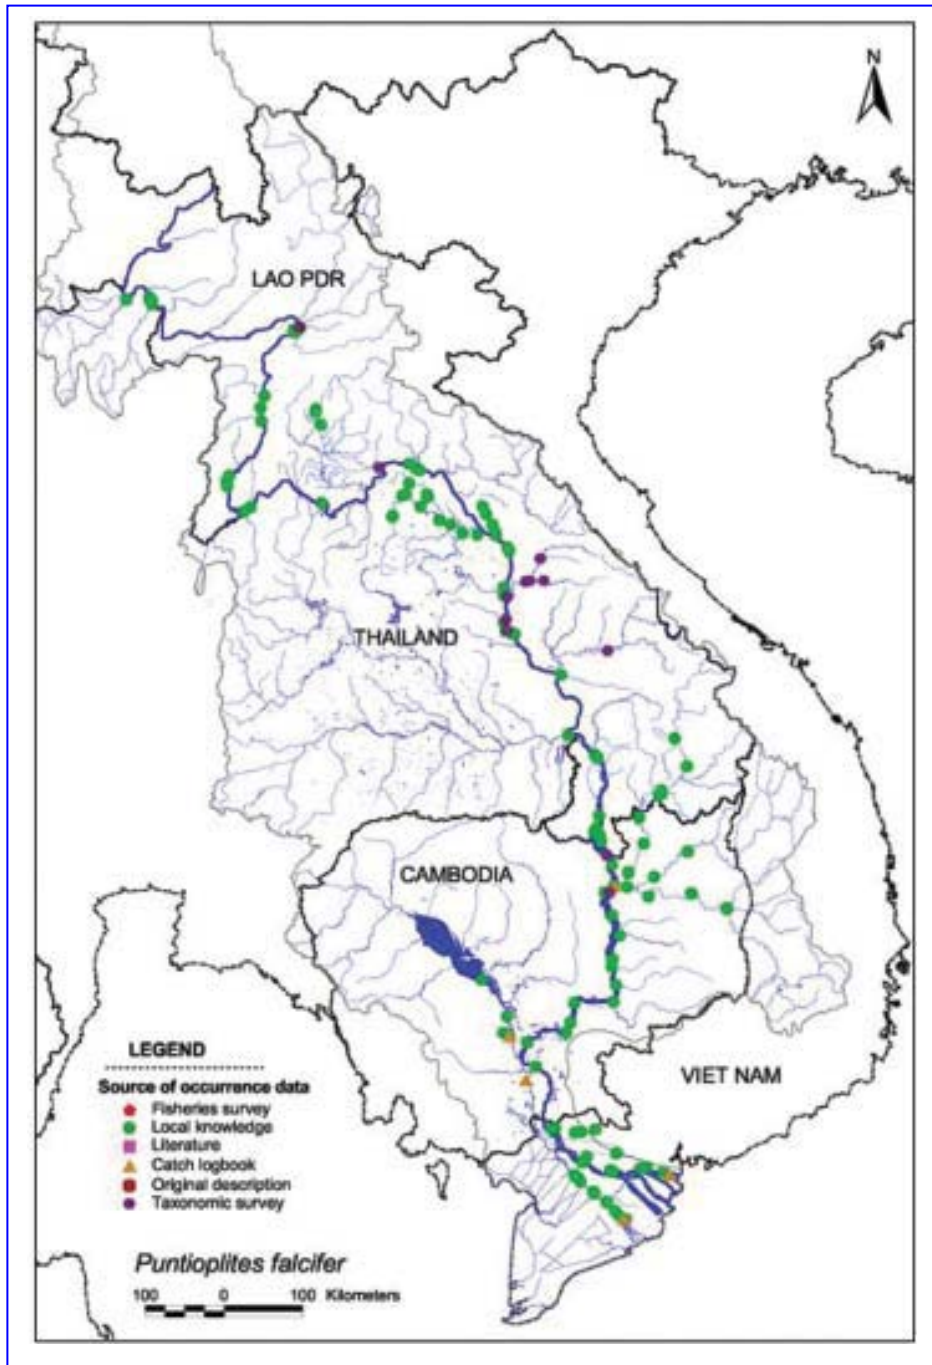 N
LAO PDR
THAILAND
CAMBODIA
VIET NAM
LEGEND
Source of occurrence data
Fisheries survey
Local knowledge
Literature
Catch logbook
Original description
Taxonomic survey
Puntioplites falcifer
100 0 100 Kilometers